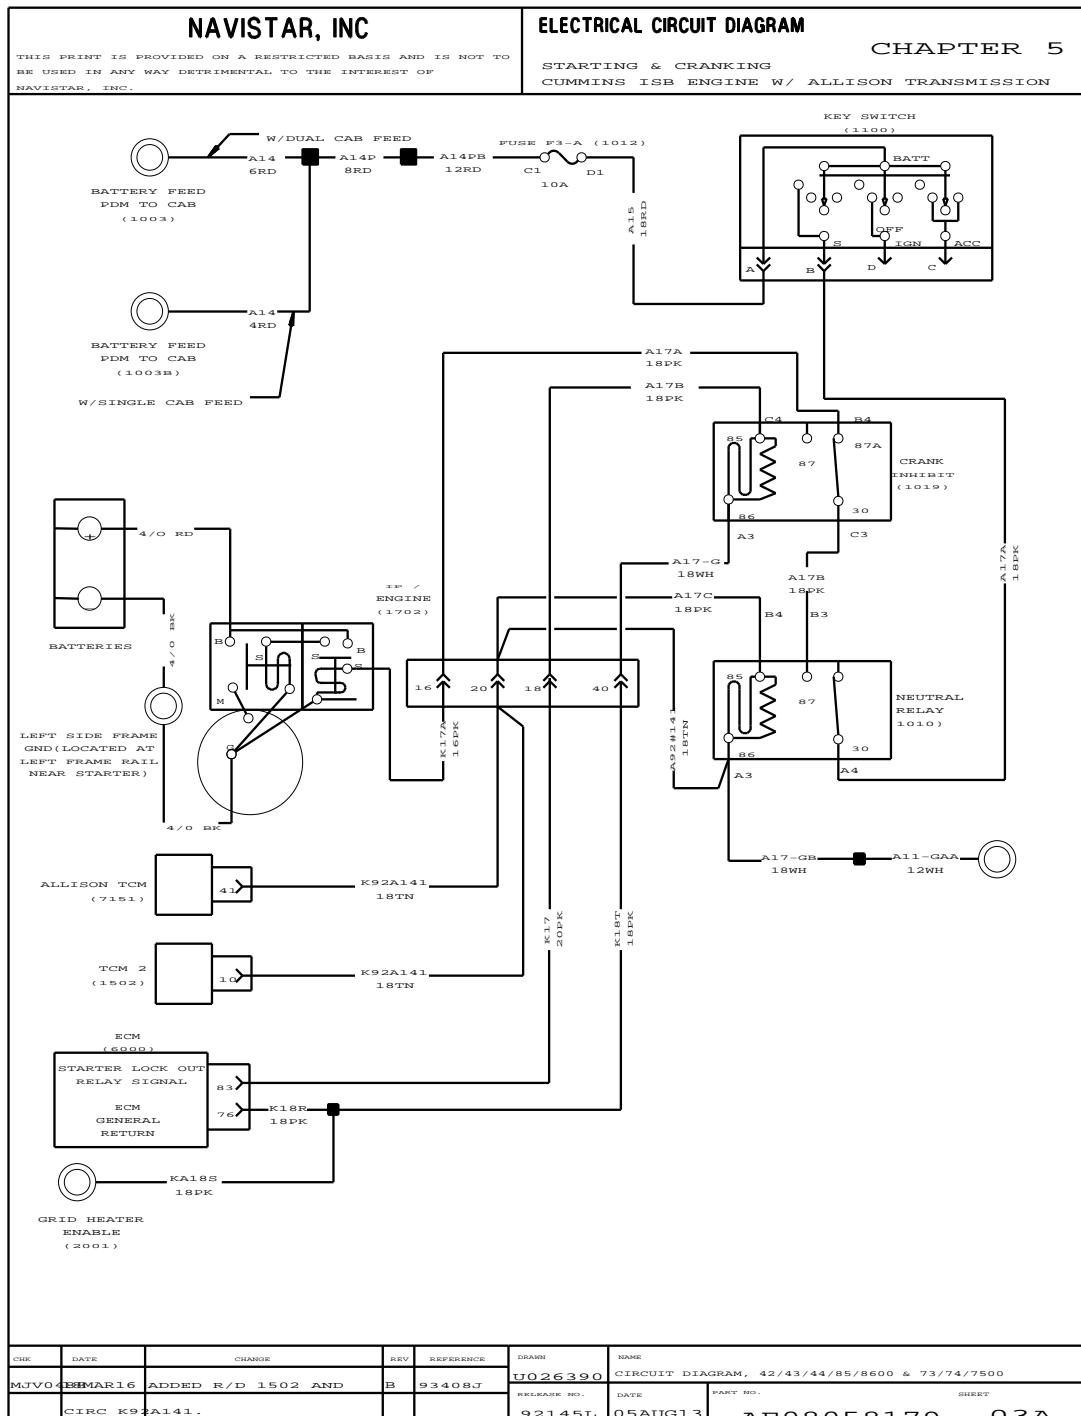 NAVISTAR, INC
THIS PRINT IS PROVIDED ON A RESTRICTED BASIS AND IS NOT TO
BE USED IN ANY WAY DETRIMENTAL TO THE INTEREST OF
NAVISTAR, INC.
ELECTRICAL CIRCUIT DIAGRAM
CHAPTER 5
STARTING & CRANKING
CUMMINS ISB ENGINE W/ ALLISON TRANSMISSION
W/DUAL CAB FEED
A14
6RD
A14P
8RD
A14PB
12RD
FUSE F3-A (1012)
C1
10A
D1
A15
18RD
BATTERY FEED
PDM TO CAB
(1003)
KEY SWITCH
(1100)
BATT
OFF
S
IGN
ACC
A
B
D
C
A14
4RD
BATTERY FEED
PDM TO CAB
(1003B)
W/SINGLE CAB FEED
A17A
18PK
A17B
18PK
C4
B4
85
87
87A
86
30
CRANK
INHIBIT
(1019)
A3
C3
A17-G
18WH
A17B
18PK
A17A
18PK
A17C
18PK
B4
B3
4/0 RD
4/0 BK
BATTERIES
IP /
ENGINE
(1702)
B
S
S
B
S
M
G
16
20
18
40
85
87
86
30
NEUTRAL
RELAY
1010)
A3
A4
LEFT SIDE FRAME
GND(LOCATED AT
LEFT FRAME RAIL
NEAR STARTER)
K17A
16PK
A92#141
18TN
4/0 BK
A17-GB
18WH
A11-GAA
12WH
ALLISON TCM
(7151)
41
K92A141
18TN
TCM 2
(1502)
10
K92A141
18TN
K17
20PK
K18T
18PK
ECM
(6000)
STARTER LOCK OUT
RELAY SIGNAL
ECM
GENERAL
RETURN
83
76
K18R
18PK
KA18S
18PK
GRID HEATER
ENABLE
(2001)
CHK DATE CHANGE REV REFERENCE
MAR16 ADDED R/D 1502 AND B 93408J
CIRC K92A141.
DRAWN
U026390
NAME
CIRCUIT DIAGRAM, 42/43/44/85/8600 & 73/74/7500
RELEASE NO.
92145L
DATE
05AUG13
PART NO.
SHEET
03A